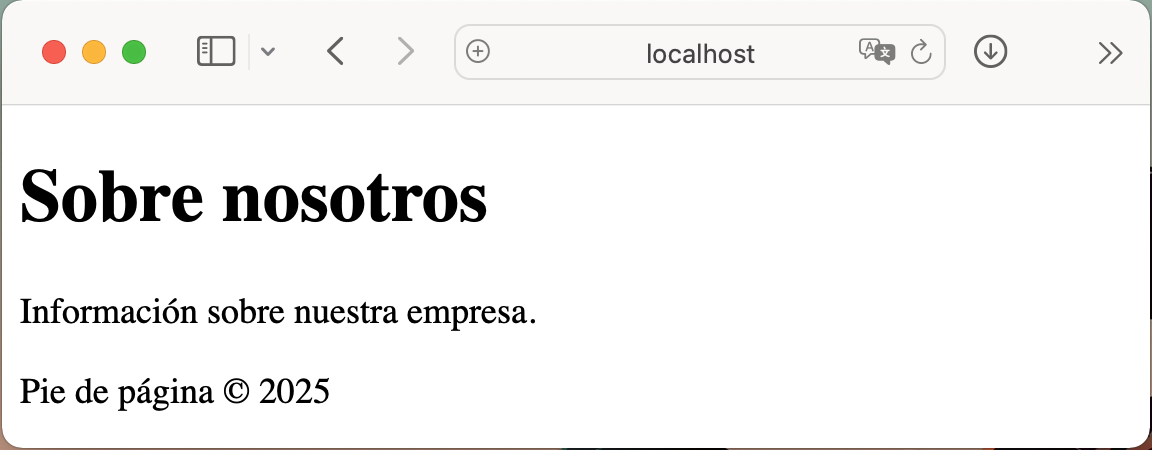 localhost
Sobre nosotros
Información sobre nuestra empresa.
Pie de página © 2025